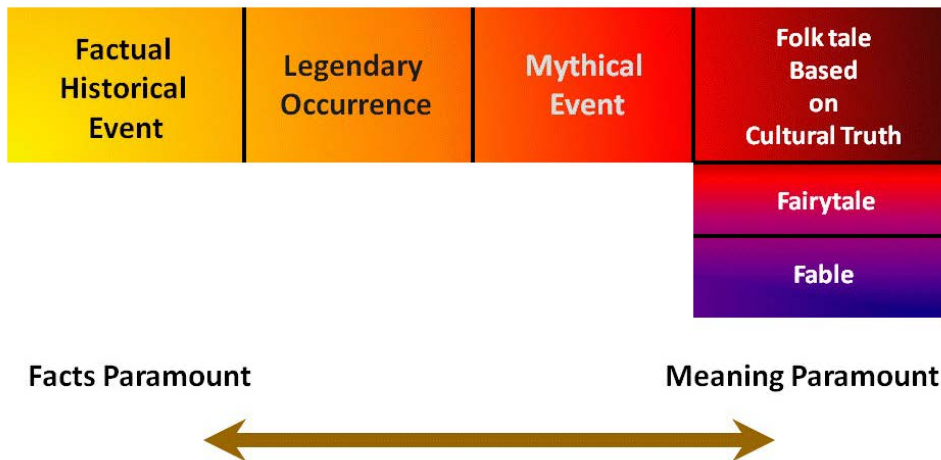 Factual
Historical
Event
Legendary
Occurrence
Mythical
Event
Folk tale
Based
on
Cultural Truth
Fairytale
Fable
Facts Paramount
Meaning Paramount